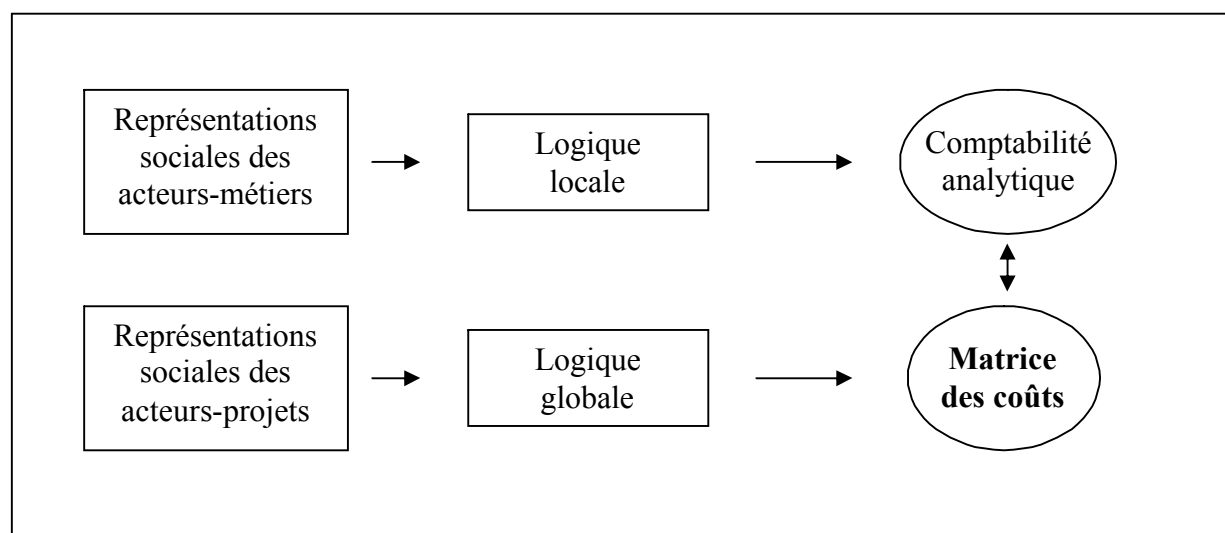 Représentations
sociales des
acteurs-métiers
Logique
locale
Comptabilité
analytique
Représentations
sociales des
acteurs-projets
Logique
globale
Matrice
des coûts